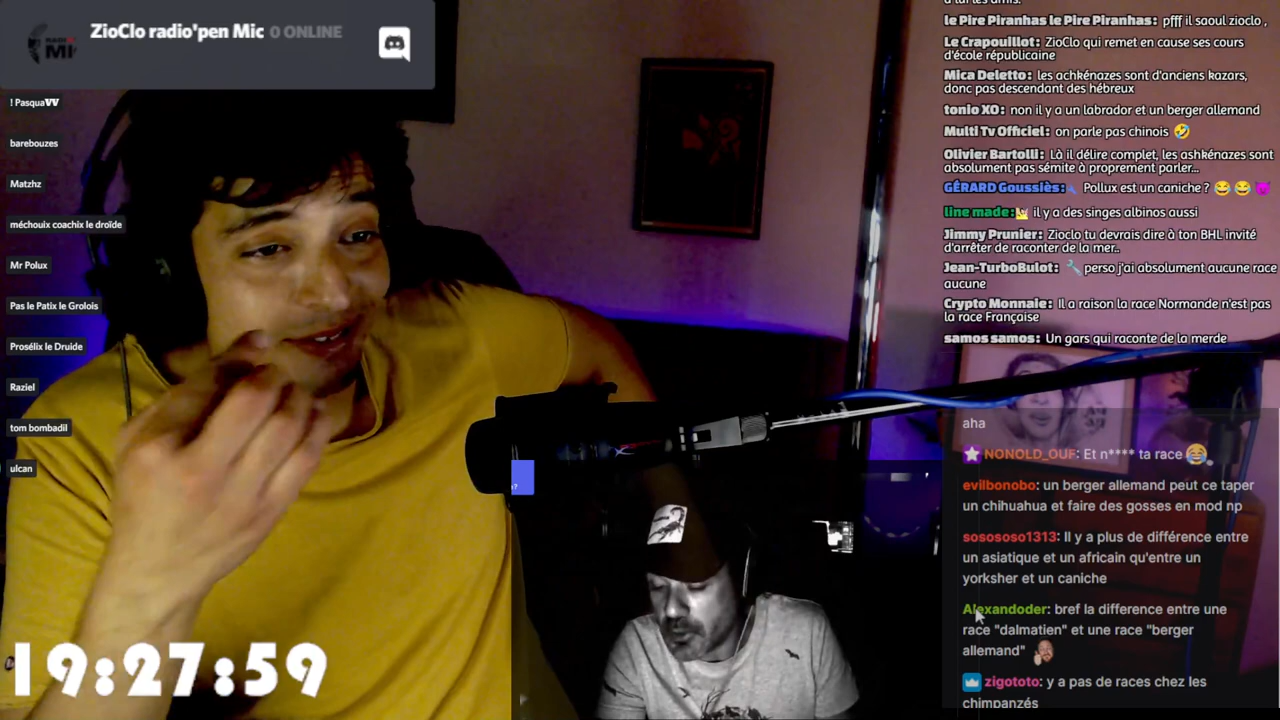 ZioClo radio'pen Mic 0 ONLINE
MI
! PasquaVV
barebouzes
Matzhz
méchouix coachix le droïde
Mr Polux
Pas le Patix le Grolois
Prosélix le Druide
Raziel
tom bombadil
ulcan
19:27:59
le Pire Piranhas le Pire Piranhas: pfff il saoul zioclo ,
Le Crapouillot: ZioClo qui remet en cause ses cours
d'école républicaine
Mica Deletto: les achkénazes sont d'anciens kazars,
donc pas descendant des hébreux
tonio XO: non il y a un labrador et un berger allemand
Multi Tv Officiel: on parle pas chinois 🤣
Olivier Bartolli: Là il délire complet, les ashkénazes sont
absolument pas sémite à proprement parler...
GÉRARD Goussiès: Pollux est un caniche ? 😂 😂 😈
line made: il y a des singes albinos aussi
Jimmy Prunier: Zioclo tu devrais dire à ton BHL invité
d'arrêter de raconter de la mer..
Jean-TurboBulot: 🔧 perso j'ai absolument aucune race
aucune
Crypto Monnaie: Il a raison la race Normande n'est pas
la race Française
samos samos: Un gars qui raconte de la merde
aha
NONOLD_OUF: Et n**** ta race 😂
evilbonobo: un berger allemand peut ce taper
un chihuahua et faire des gosses en mod np
sosososo1313: Il y a plus de différence entre
un asiatique et un africain qu'entre un
yorksher et un caniche
Alexandoder: bref la difference entre une
race "dalmatien" et une race "berger
allemand"
zigototo: y a pas de races chez les
chimpanzés